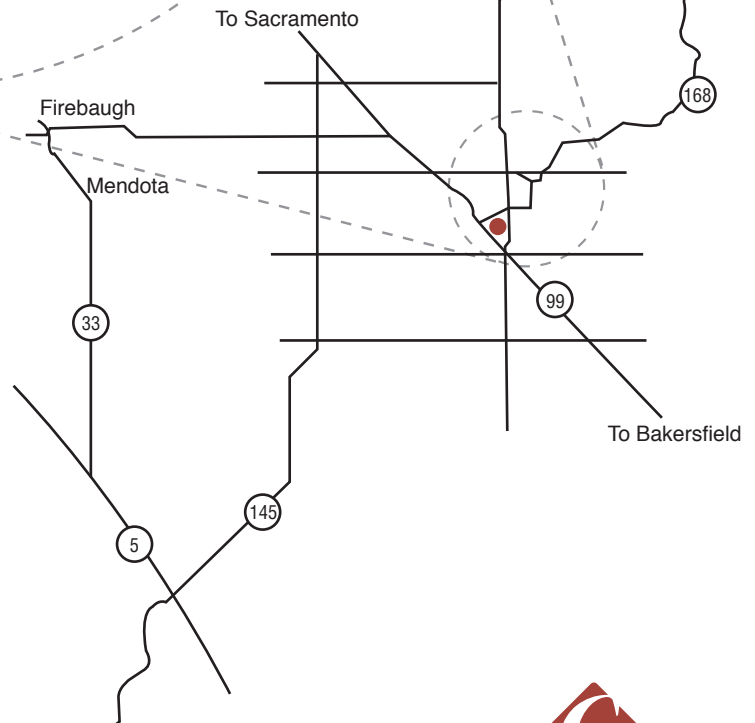 To Sacramento
168
Firebaugh
Mendota
99
33
To Bakersfield
145
5